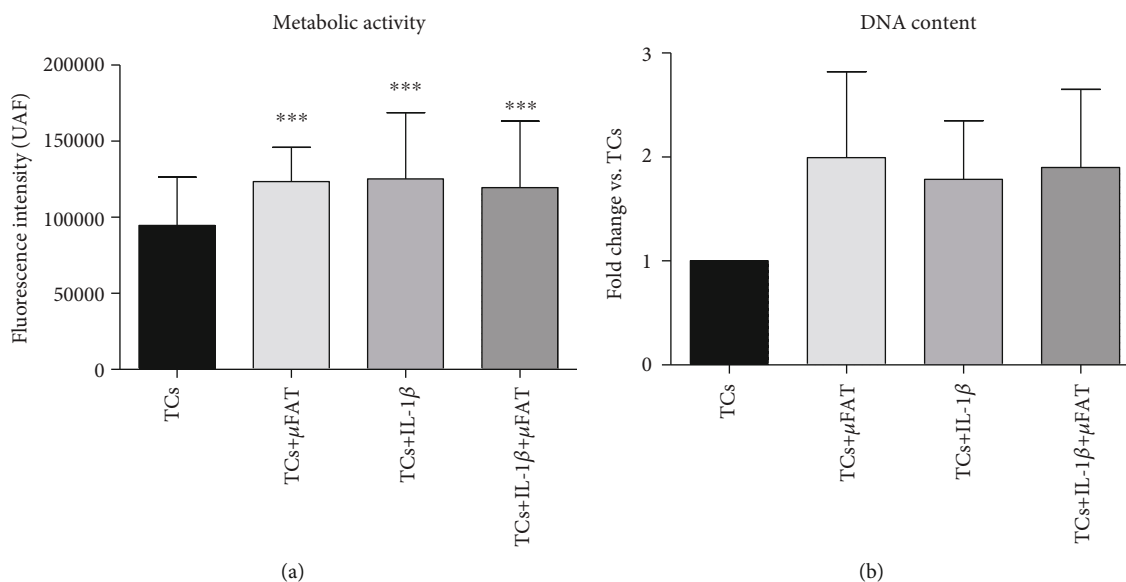 Metabolic activity
Fluorescence intensity (UAF)
200000
150000
100000
50000
0
***
***
***
TCs
TCs+μFAT
TCs+IL-1β
TCs+IL-1β+μFAT
(a)
DNA content
Fold change vs. TCs
3
2
1
0
TCs
TCs+μFAT
TCs+IL-1β
TCs+IL-1β+μFAT
(b)